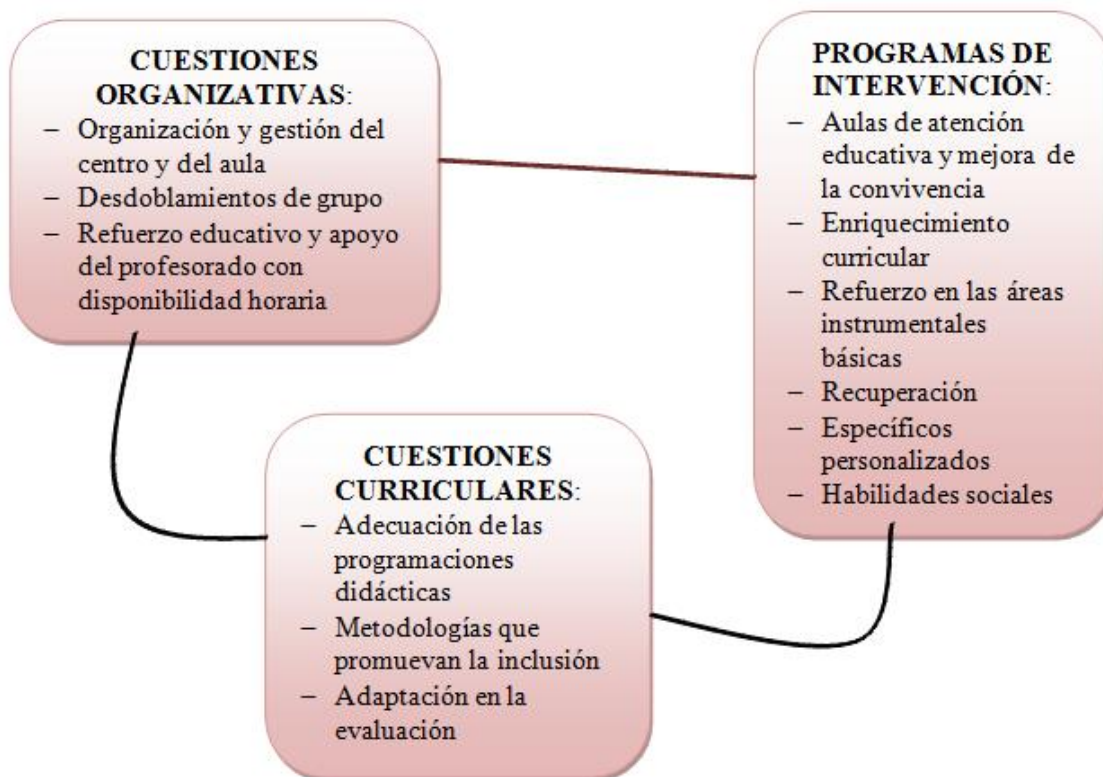 CUESTIONES
ORGANIZATIVAS:
– Organización y gestión del
centro y del aula
– Desdoblamientos de grupo
– Refuerzo educativo y apoyo
del profesorado con
disponibilidad horaria
PROGRAMAS DE
INTERVENCIÓN:
– Aulas de atención
educativa y mejora de
la convivencia
– Enriquecimiento
curricular
– Refuerzo en las áreas
instrumentales
básicas
– Recuperación
– Específicos
personalizados
– Habilidades sociales
CUESTIONES
CURRICULARES:
– Adecuación de las
programaciones
didácticas
– Metodologías que
promuevan la inclusión
– Adaptación en la
evaluación